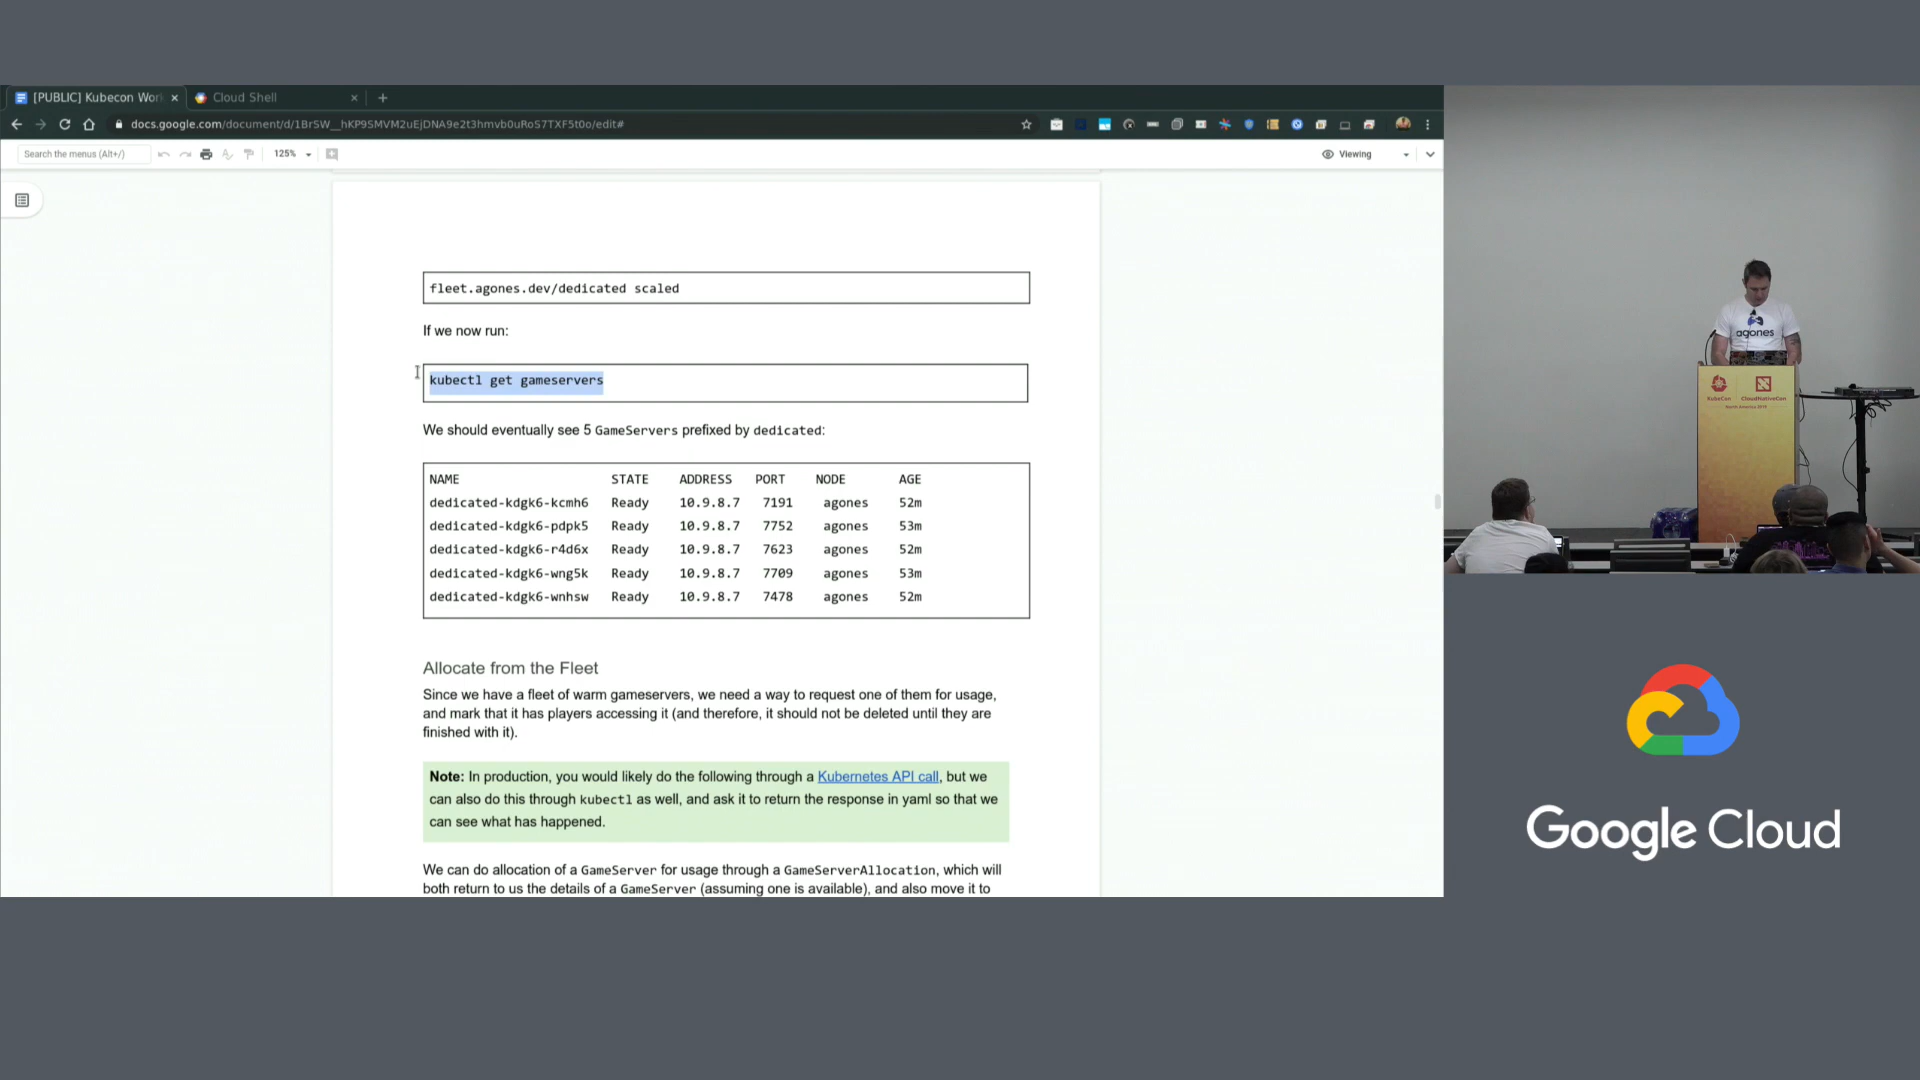 [PUBLIC] Kubecon Wor
Cloud Shell
docs.google.com/document/d/1BrSW__hKP9SMVM2uEjDNA9e2t3hmvb0uRoS7TXF5t0o/edit#
Search the menus (Alt+/)
125%
Viewing
fleet.agones.dev/dedicated scaled
If we now run:
kubectl get gameservers
We should eventually see 5 GameServers prefixed by dedicated:
NAME STATE ADDRESS PORT NODE AGE
dedicated-kdgk6-kcmh6 Ready 10.9.8.7 7191 agones 52m
dedicated-kdgk6-pdpk5 Ready 10.9.8.7 7752 agones 53m
dedicated-kdgk6-r4d6x Ready 10.9.8.7 7623 agones 52m
dedicated-kdgk6-wng5k Ready 10.9.8.7 7709 agones 53m
dedicated-kdgk6-wnhsw Ready 10.9.8.7 7478 agones 52m
Allocate from the Fleet
Since we have a fleet of warm gameservers, we need a way to request one of them for usage,
and mark that it has players accessing it (and therefore, it should not be deleted until they are
finished with it).
Note: In production, you would likely do the following through a Kubernetes API call, but we
can also do this through kubectl as well, and ask it to return the response in yaml so that we
can see what has happened.
We can do allocation of a GameServer for usage through a GameServerAllocation, which will
both return to us the details of a GameServer (assuming one is available), and also move it to
agones
KubeCon CloudNativeCon
North America 2019
Google Cloud